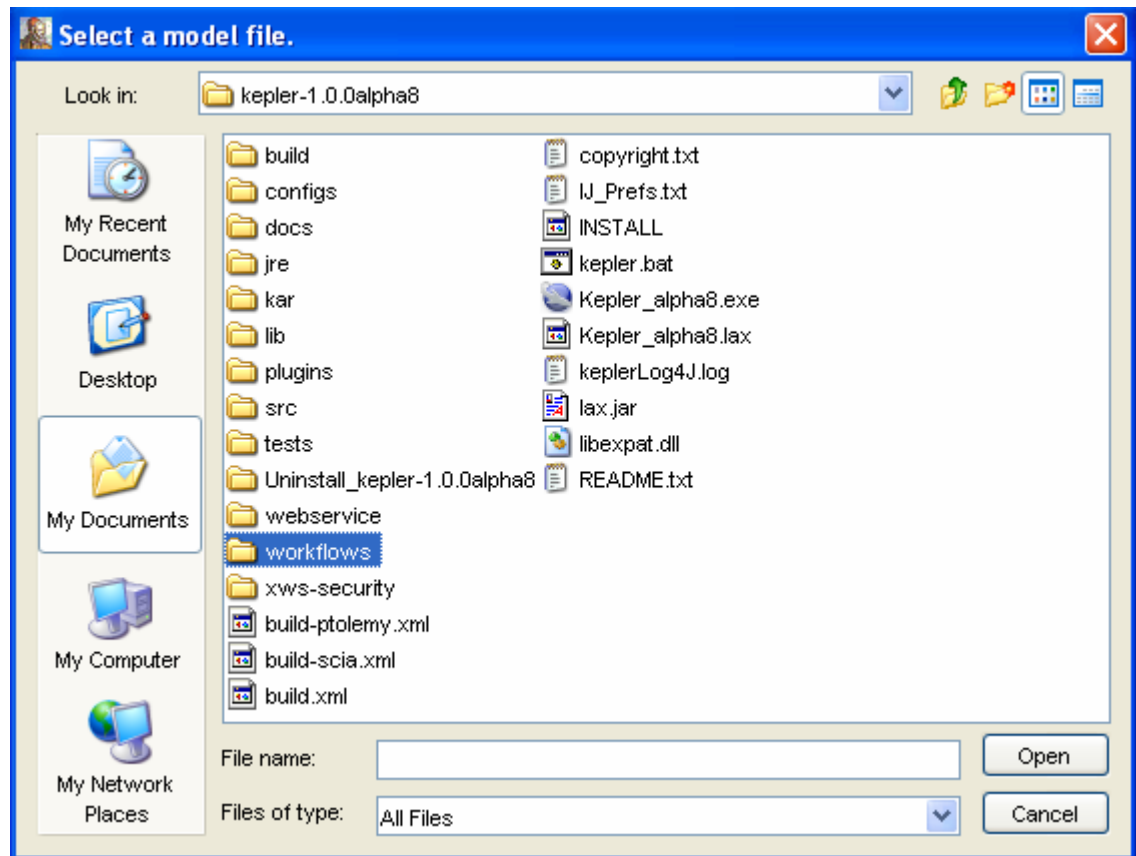 Select a model file.
Look in:
kepler-1.0.0alpha8
My Recent
Documents
Desktop
My Documents
My Computer
My Network
Places
build
configs
docs
jre
kar
lib
plugins
src
tests
Uninstall_kepler-1.0.0alpha8
webservice
workflows
xws-security
build-ptolemy.xml
build-scia.xml
build.xml
copyright.txt
IJ_Prefs.txt
INSTALL
kepler.bat
Kepler_alpha8.exe
Kepler_alpha8.lax
keplerLog4J.log
lax.jar
libexpat.dll
README.txt
File name:
Open
Files of type:
All Files
Cancel